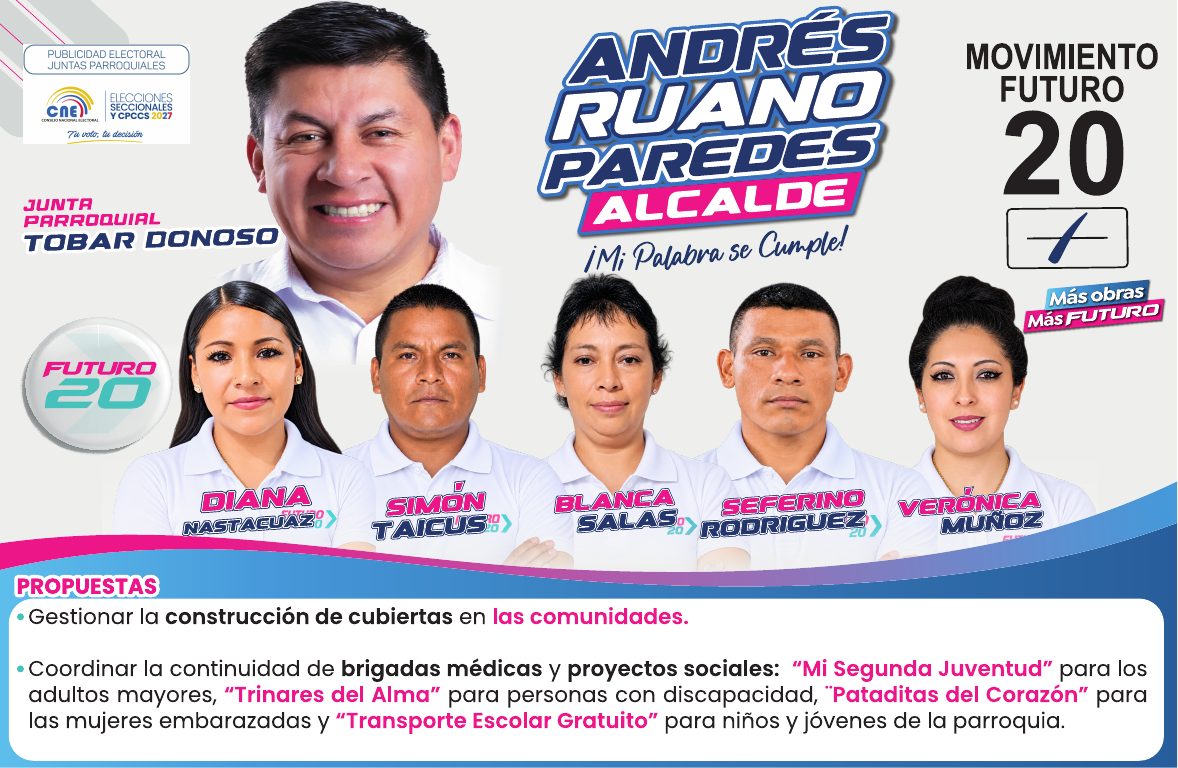 PUBLICIDAD ELECTORAL
JUNTAS PARROQUIALES
CNE
CONSEJO NACIONAL ELECTORAL
ELECCIONES
SECCIONALES
Y CPCCS 2027
Tu voto, tu decisión
JUNTA
PARROQUIAL
TOBAR DONOSO
ANDRÉS
RUANO
PAREDES
ALCALDE
¡Mi Palabra se Cumple!
MOVIMIENTO
FUTURO
20
Más obras
Más FUTURO
FUTURO
20
DIANA
NASTACUAZ
SIMÓN
TAICUS
BLANCA
SALAS
SEFERINO
RODRIGUEZ
VERÓNICA
MUÑOZ
PROPUESTAS
• Gestionar la construcción de cubiertas en las comunidades.
• Coordinar la continuidad de brigadas médicas y proyectos sociales: “Mi Segunda Juventud” para los
adultos mayores, “Trinares del Alma” para personas con discapacidad, ¨Pataditas del Corazón” para
las mujeres embarazadas y “Transporte Escolar Gratuito” para niños y jóvenes de la parroquia.